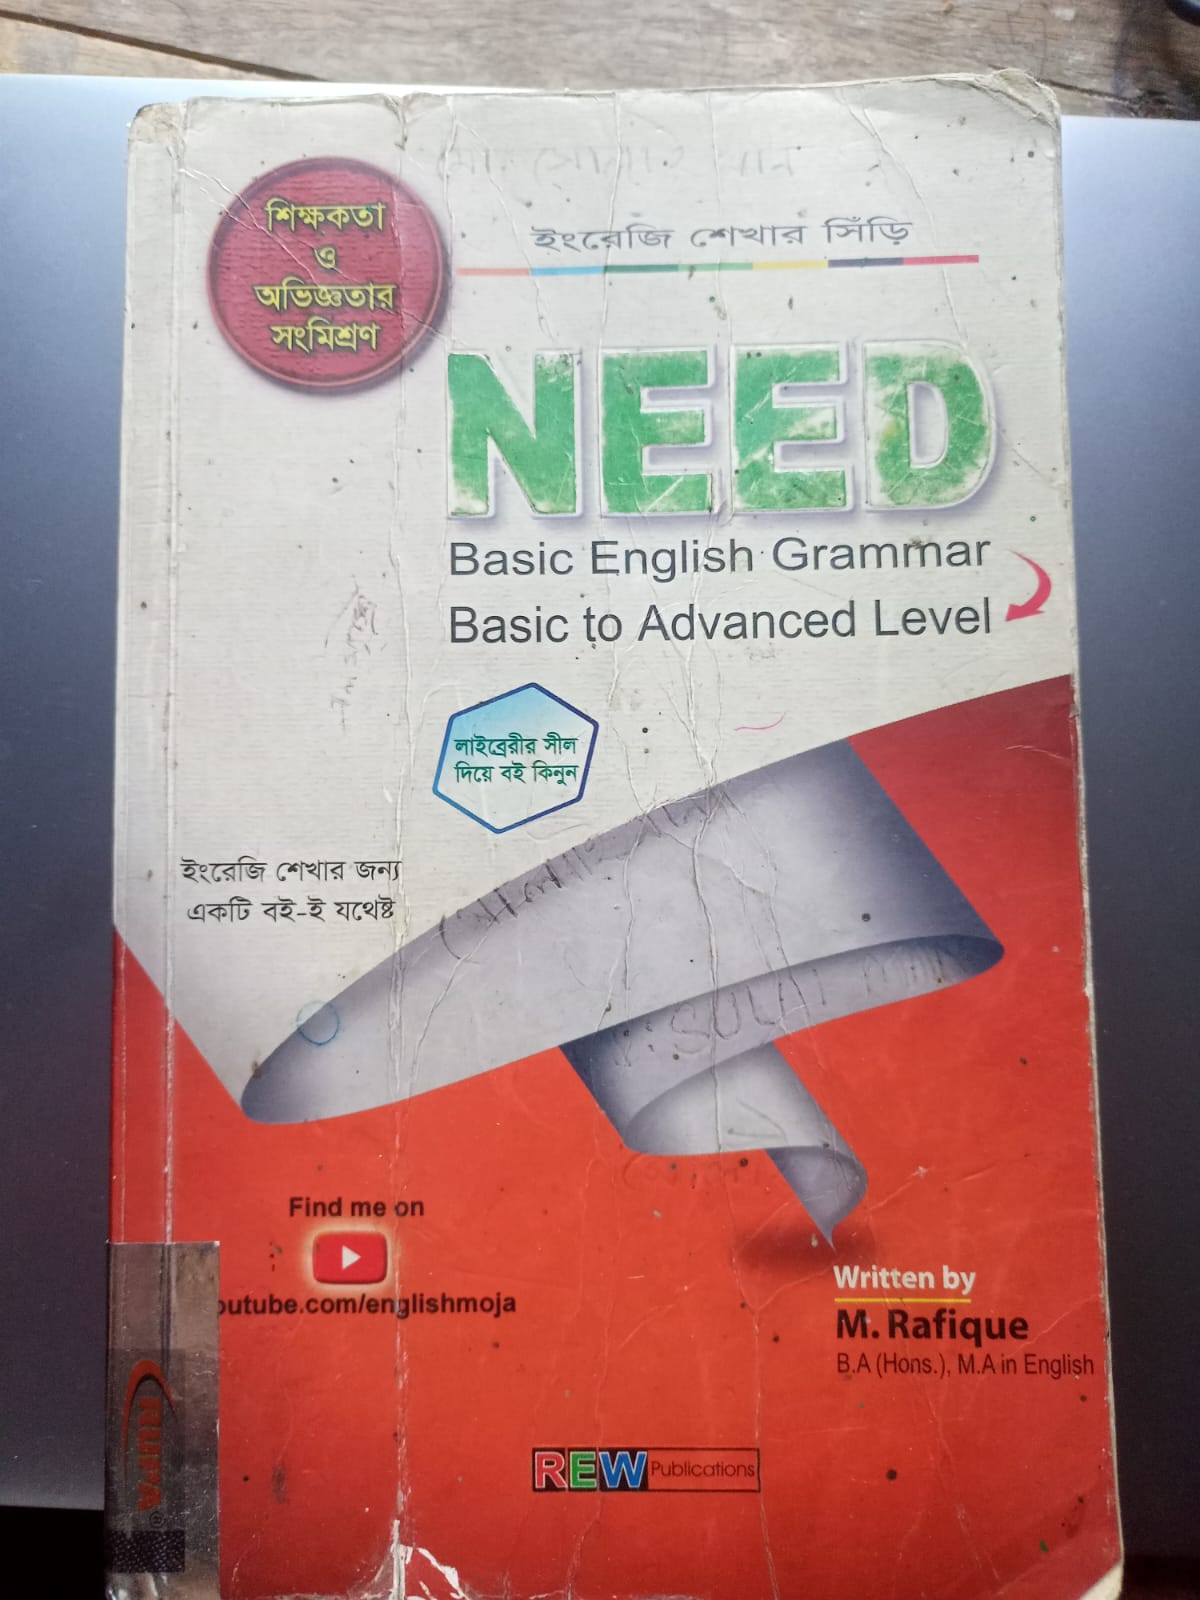 শিক্ষকতা
ও
অভিজ্ঞতার
সংমিশ্রণ
ইংরেজি শেখার সিঁড়ি
NEED
Basic English Grammar
Basic to Advanced Level
লাইব্রেরীর সীল
দিয়ে বই কিনুন
ইংরেজি শেখার জন্য
একটি বই-ই যথেষ্ট
Find me on
outube.com/englishmoja
Written by
M. Rafique
B.A (Hons.), M.A in English
REW Publications
RUPA®